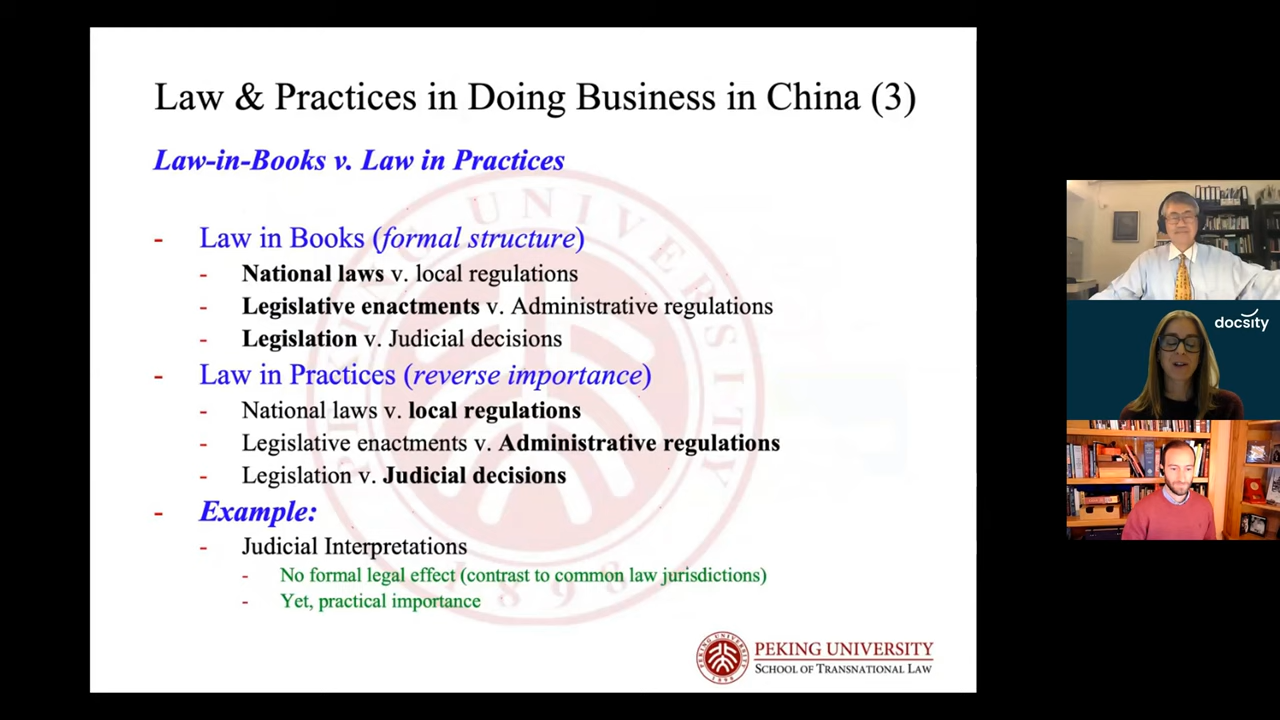 Law & Practices in Doing Business in China (3)
Law-in-Books v. Law in Practices
- Law in Books (formal structure)
- National laws v. local regulations
- Legislative enactments v. Administrative regulations
- Legislation v. Judicial decisions
- Law in Practices (reverse importance)
- National laws v. local regulations
- Legislative enactments v. Administrative regulations
- Legislation v. Judicial decisions
- Example:
- Judicial Interpretations
- No formal legal effect (contrast to common law jurisdictions)
- Yet, practical importance
PEKING UNIVERSITY
1898
PEKING UNIVERSITY
SCHOOL OF TRANSNATIONAL LAW
docsity